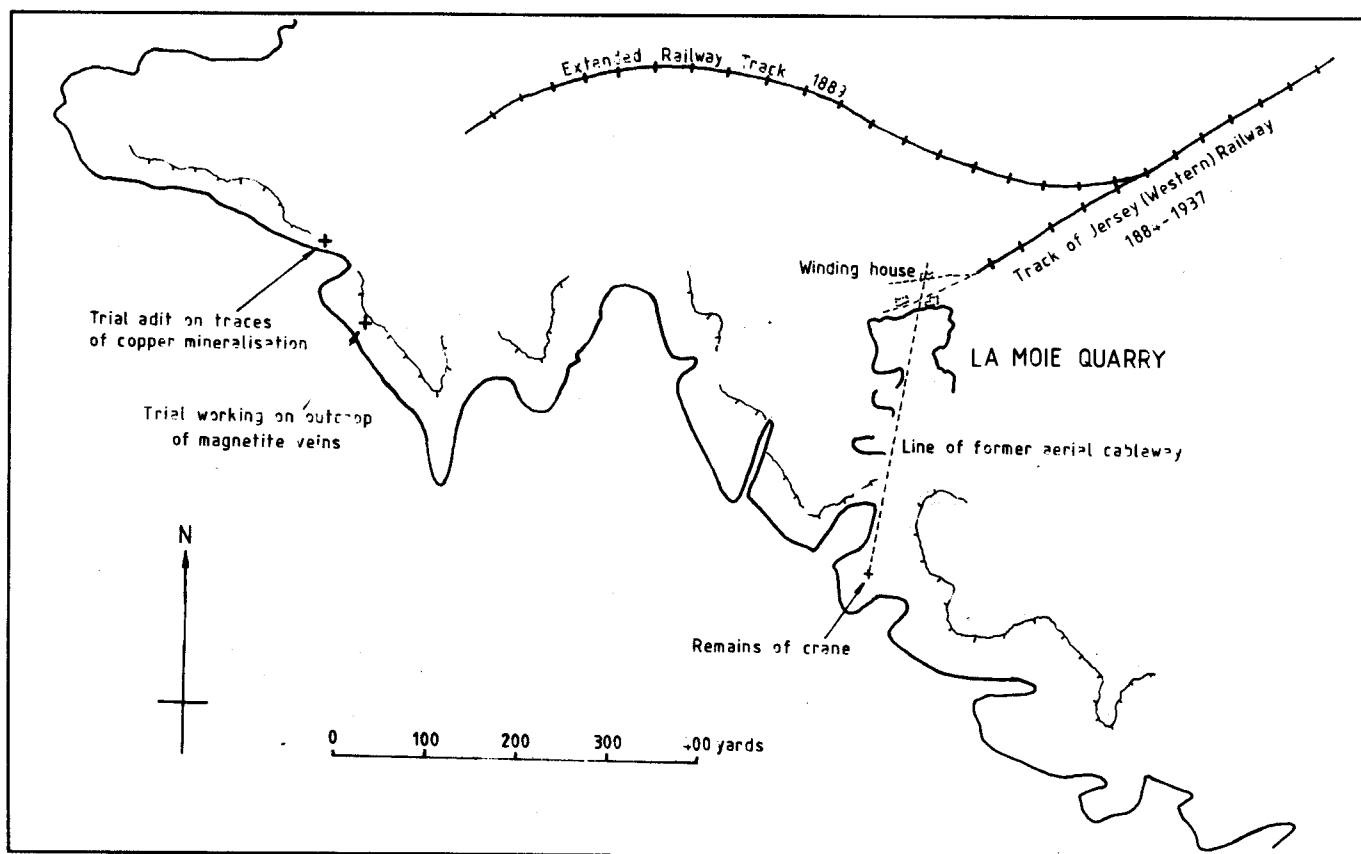 Extended Railway Track 1883
Track of Jersey (Western) Railway
1884-1937
Winding house
LA MOIE QUARRY
Trial adit on traces
of copper mineralisation
Trial working on outcrop
of magnetite veins
Line of former aerial cableway
N
Remains of crane
0 100 200 300 400 yards